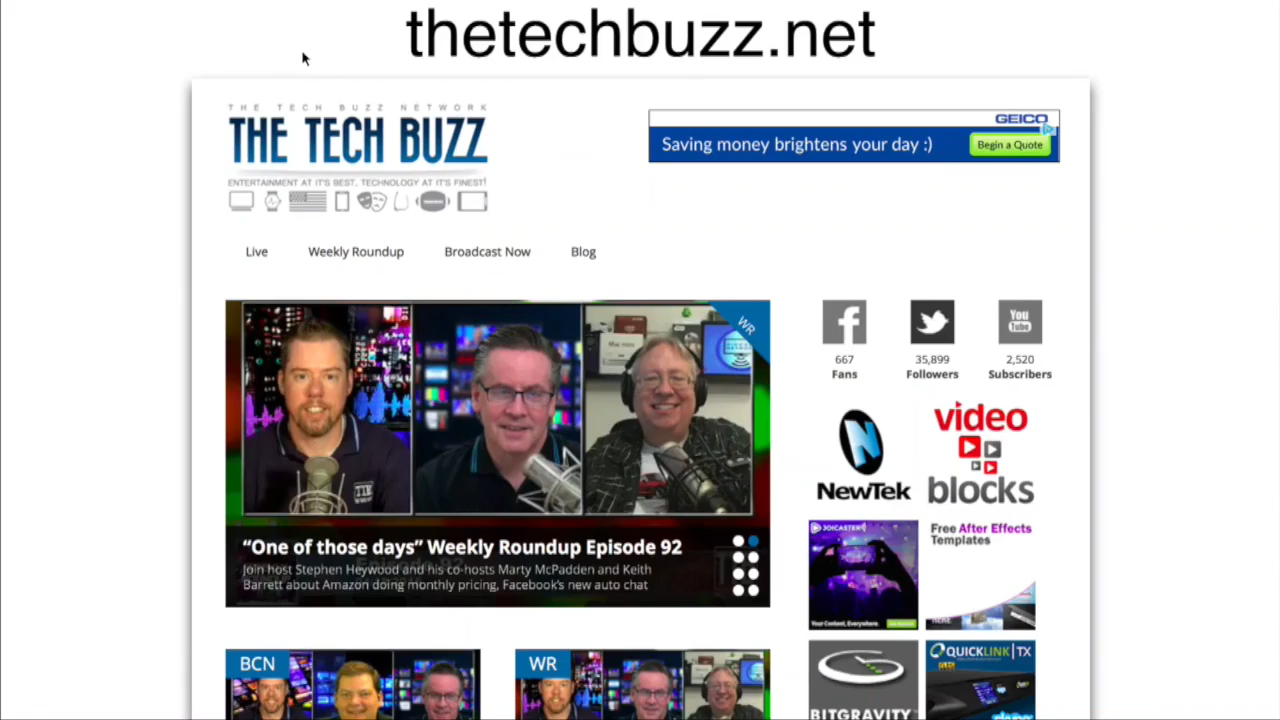 thetechbuzz.net
THE TECH BUZZ NETWORK
THE TECH BUZZ
ENTERTAINMENT AT IT'S BEST, TECHNOLOGY AT IT'S FINEST!
GEICO
Saving money brightens your day :)
Begin a Quote
Live
Weekly Roundup
Broadcast Now
Blog
WR
“One of those days” Weekly Roundup Episode 92
Join host Stephen Heywood and his co-hosts Marty McPadden and Keith
Barrett about Amazon doing monthly pricing, Facebook's new auto chat
You
Tube
667
Fans
35,899
Followers
2,520
Subscribers
N
NewTek
video
blocks
JOICASTER
Your Content, Everywhere.
Free After Effects
Templates
BITGRAVITY
QUICKLINK TX
BCN
WR